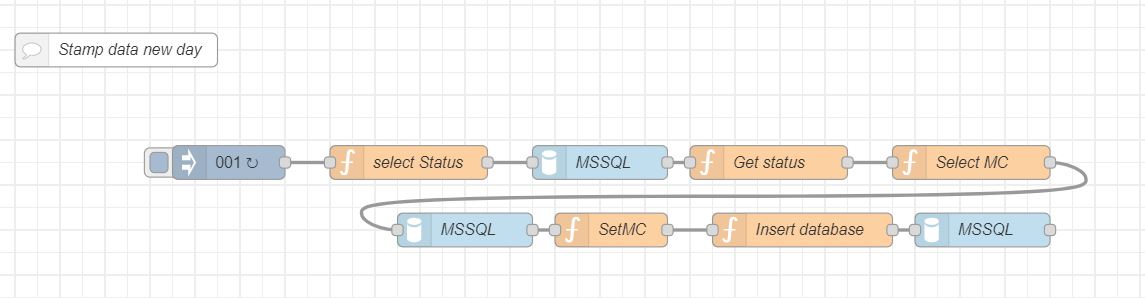 Stamp data new day
001 ↻
select Status
MSSQL
Get status
Select MC
MSSQL
SetMC
Insert database
MSSQL